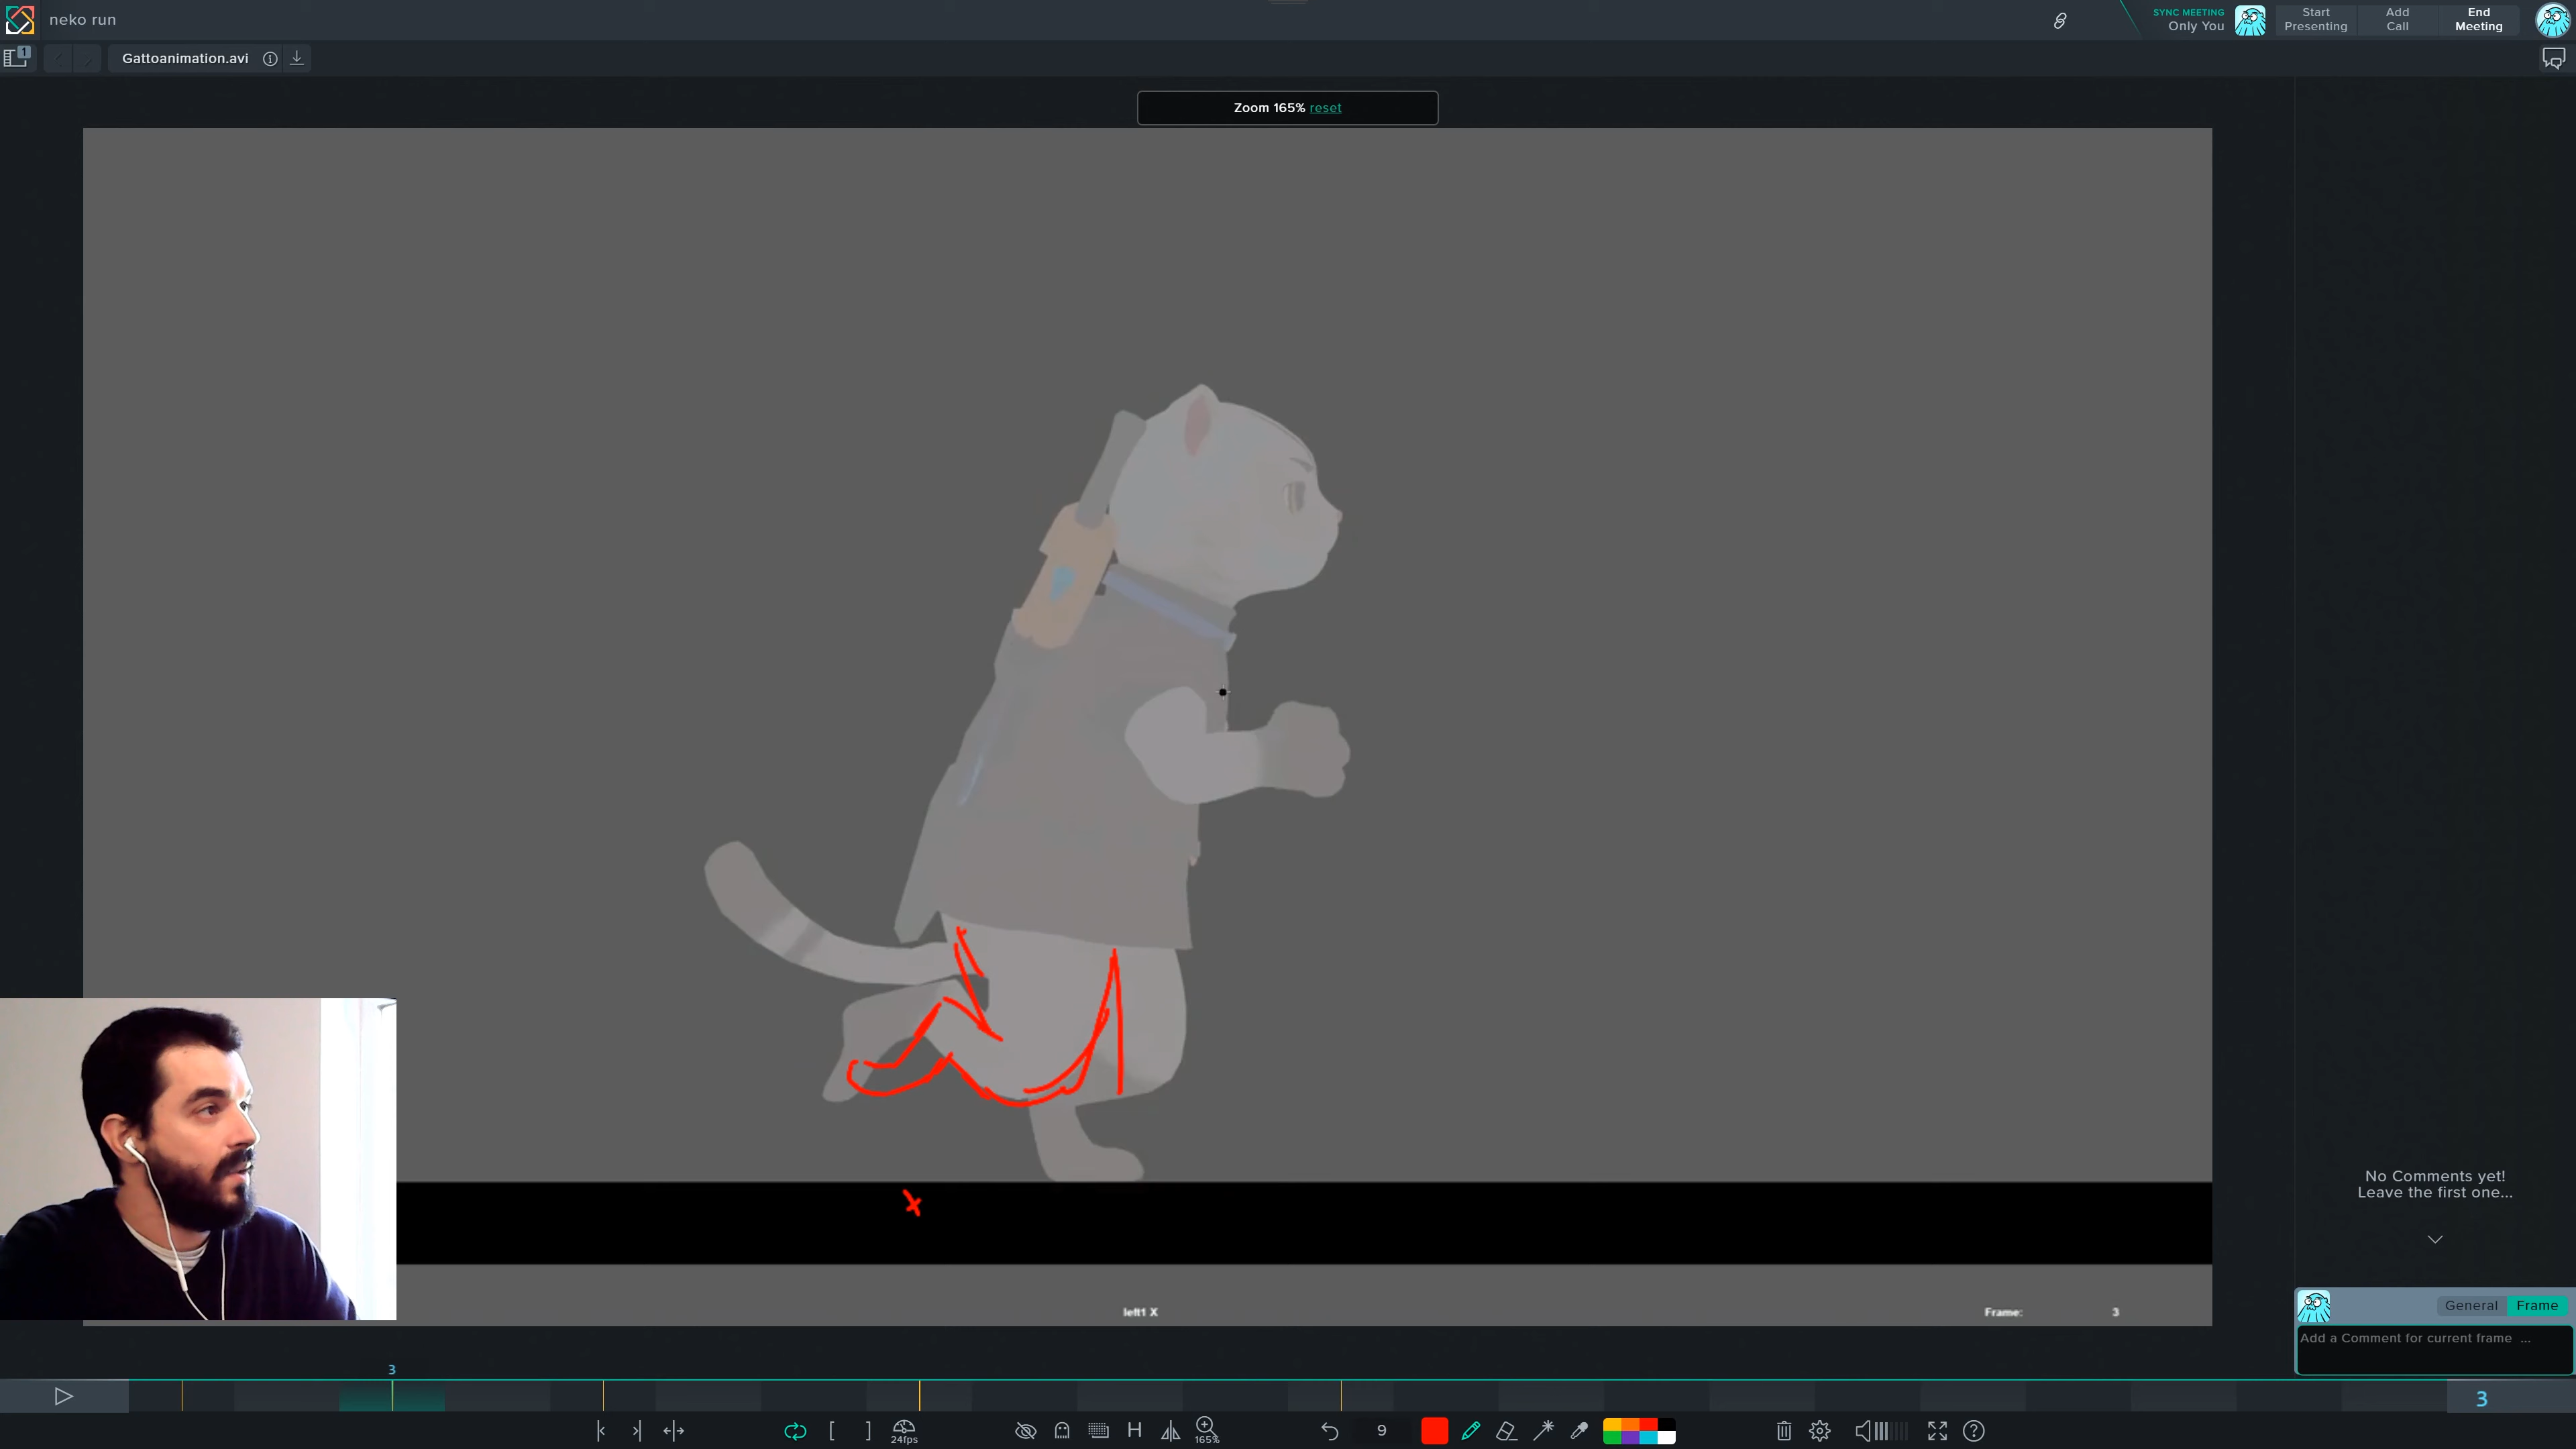 neko run
SYNC MEETING
Only You
Start
Presenting
Add
Call
End
Meeting
1
Gattoanimation.avi
Zoom 165% reset
No Comments yet!
Leave the first one...
left1 X
Frame:
3
General
Frame
Add a Comment for current frame ...
3
3
24fps
H
165%
9